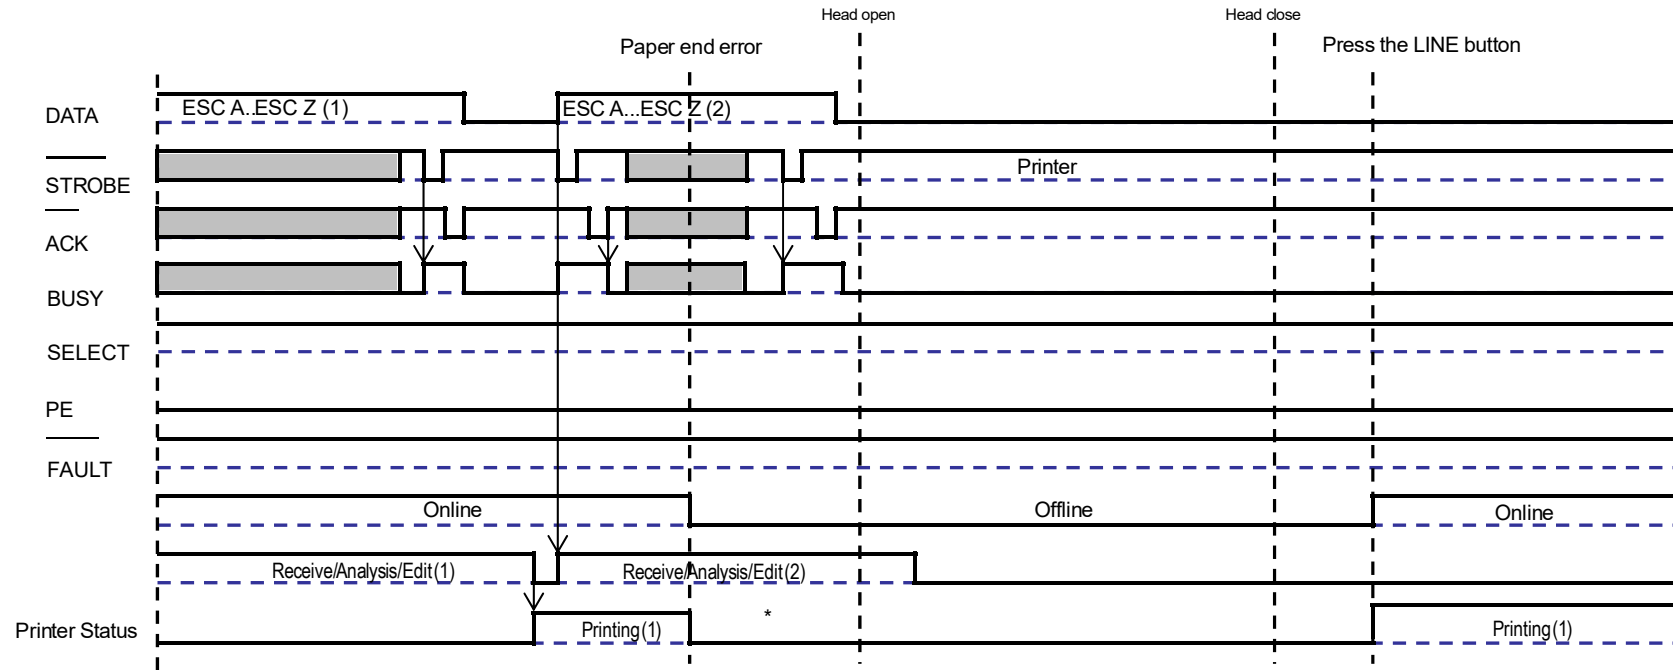 Head open
Head close
Paper end error
Press the LINE button
DATA
ESC A..ESC Z (1)
ESC A...ESC Z (2)
STROBE
Printer
ACK
BUSY
SELECT
PE
FAULT
Online
Offline
Online
Receive/Analysis/Edit(1)
Receive/Analysis/Edit(2)
*
Printer Status
Printing(1)
Printing(1)